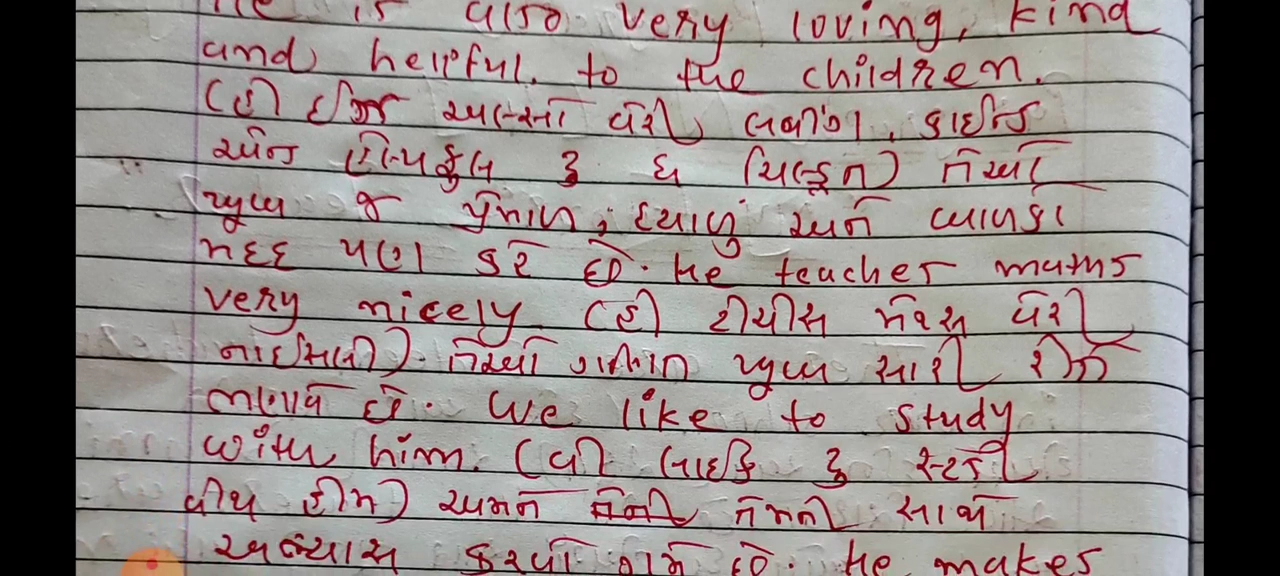 He is also very loving, kind
and helpful. to the children.
(હી ઈઝ અલ્સો વેરી લવીંગ, કાઈન્ડ
એન્ડ હેલ્પફુલ ટુ ધ ચિલ્ડ્રન) તેઓ
ખુબ જ પ્રેમાળ, દયાળુ અને બાળકો
મદદ પણ કરે છે. He teacher maths
very nicely (હી ટીચીસ મેથ્સ વેરી
નાઈસલી). તેઓ ગણિત ખુબ સારી રીતે
ભણાવે છે. We like to study
with him. (વી લાઈક ટુ સ્ટડી
વીથ હીમ) અમને તેમની સાથે
અભ્યાસ કરવો ગમે છે. He makes